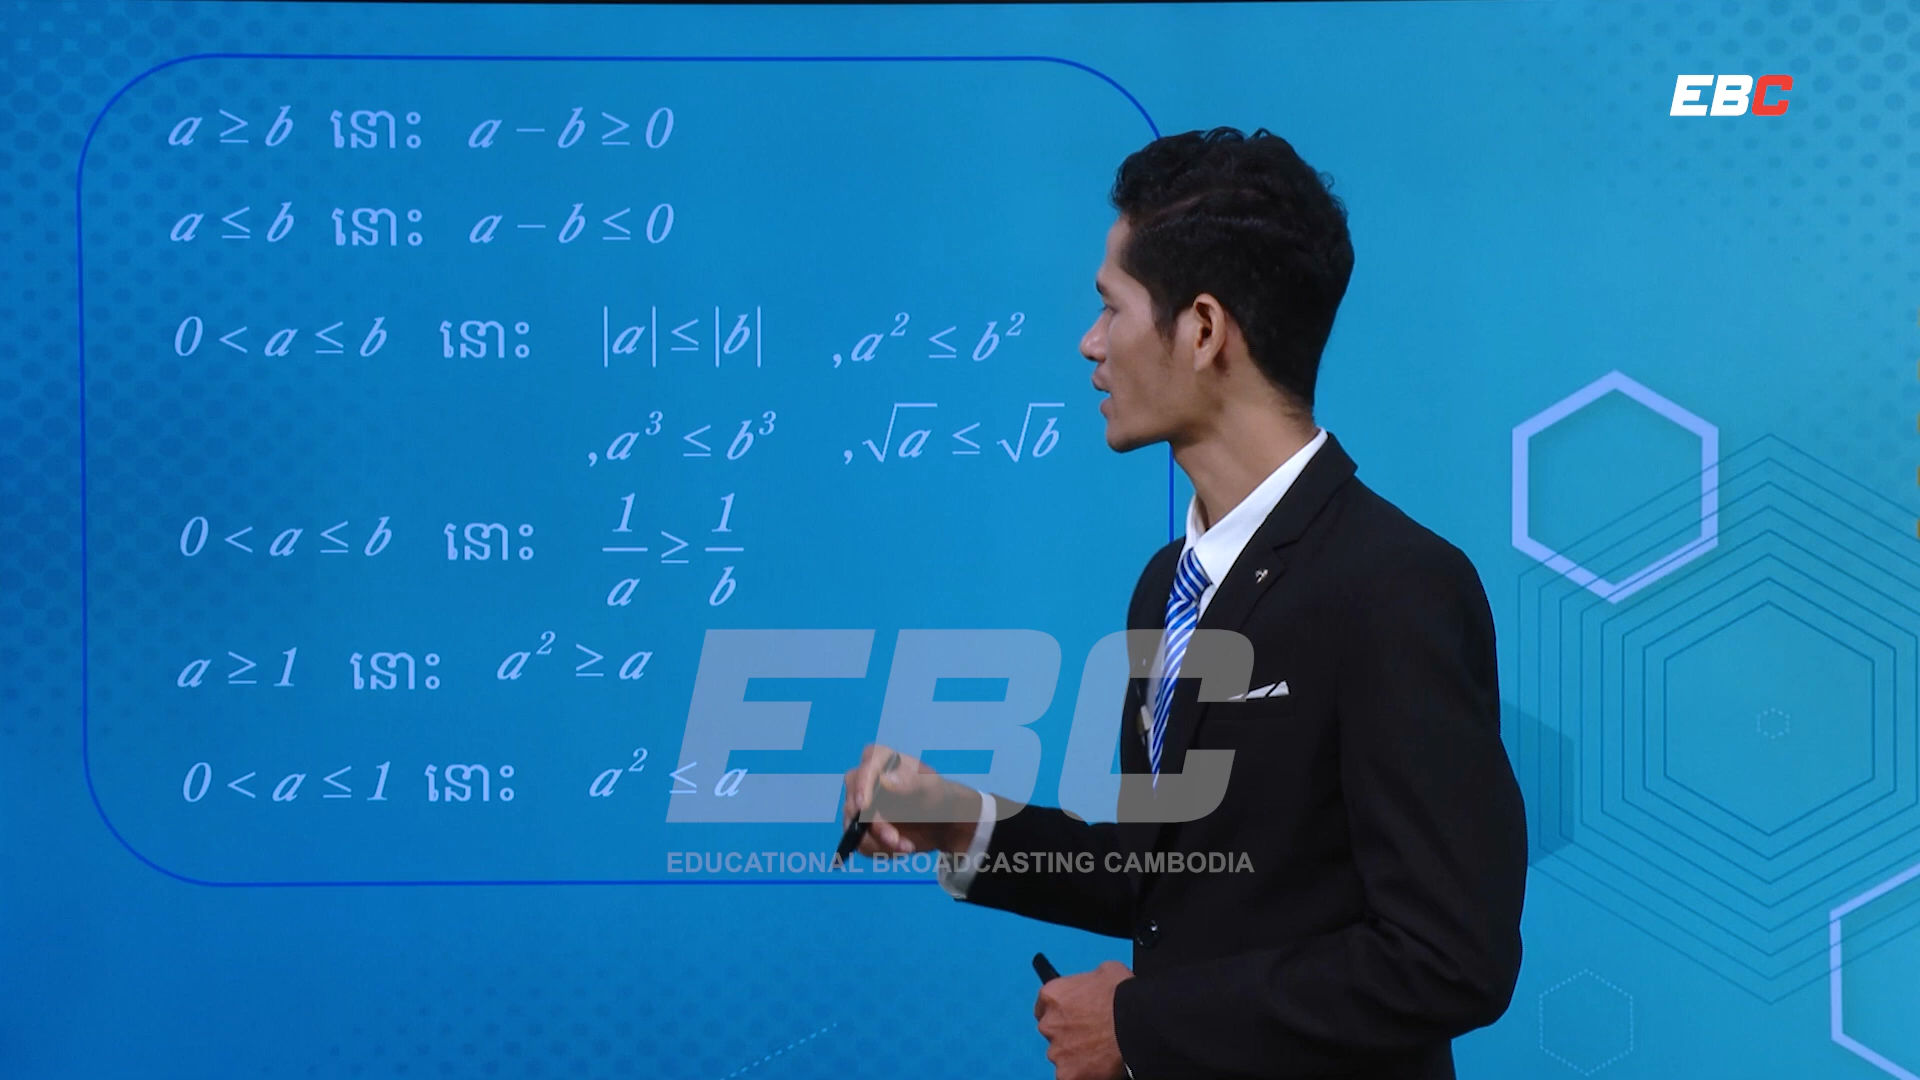 EBC
a ≥ b នោះ a − b ≥ 0
a ≤ b នោះ a − b ≤ 0
0 < a ≤ b នោះ |a| ≤ |b| , a² ≤ b²
, a³ ≤ b³ , √a ≤ √b
0 < a ≤ b នោះ 1/a ≥ 1/b
a ≥ 1 នោះ a² ≥ a
0 < a ≤ 1 នោះ a² ≤ a
EBC
EDUCATIONAL BROADCASTING CAMBODIA